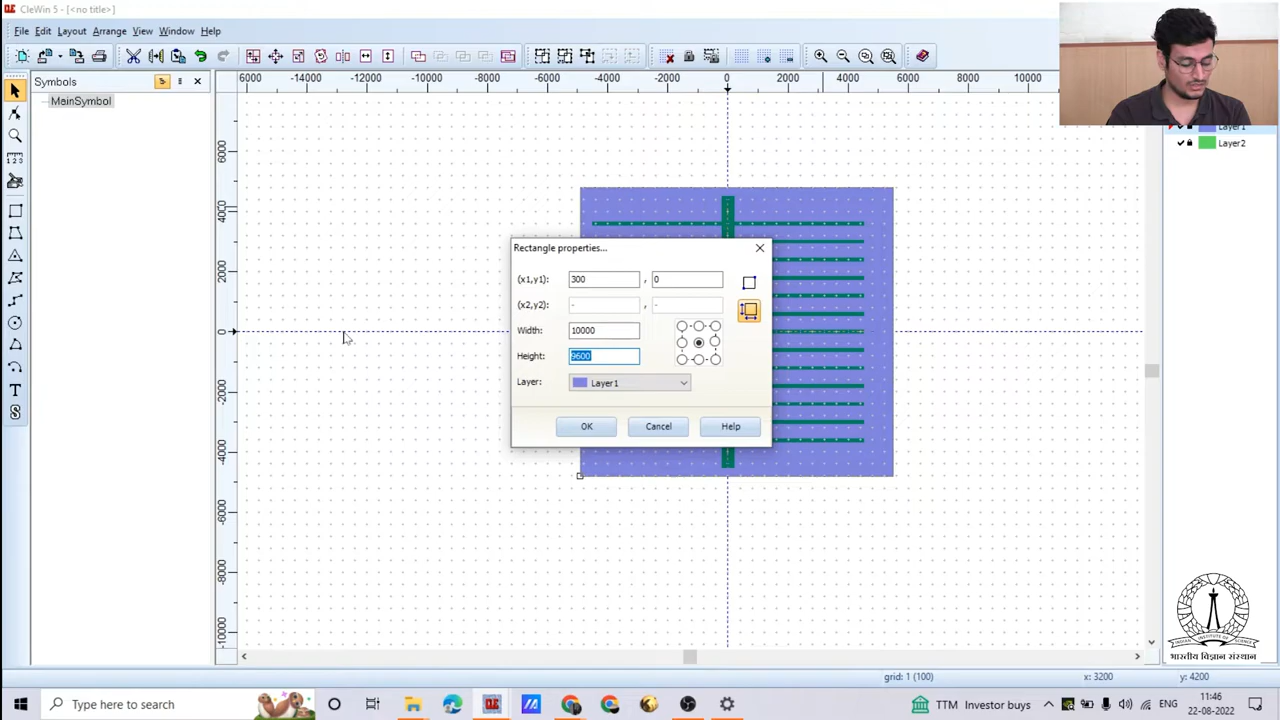 CleWin 5 - [<no title>]
File Edit Layout Arrange View Window Help
Symbols
MainSymbol
6000 -14000 -12000 -10000 -8000 -6000 -4000 -2000 0 2000 4000 6000 8000 10000
6000
4000
2000
0
-2000
-4000
-6000
-8000
-10000
Rectangle properties...
(x1,y1): 300 , 0
(x2,y2): - , -
Width: 10000
Height: 9600
Layer: Layer1
OK Cancel Help
Layer1
Layer2
भारतीय विज्ञान संस्थान
grid: 1 (100) x: 3200 y: 4200
Type here to search
TTM Investor buys
ENG
11:46
22-08-2022